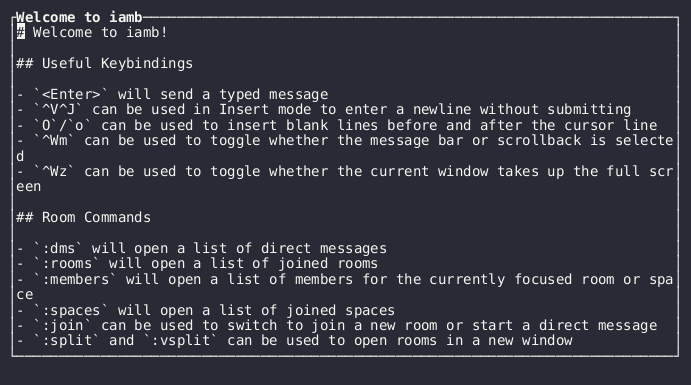 Welcome to iamb
# Welcome to iamb!
## Useful Keybindings
- `<Enter>` will send a typed message
- `^V^J` can be used in Insert mode to enter a newline without submitting
- `O`/`o` can be used to insert blank lines before and after the cursor line
- `^Wm` can be used to toggle whether the message bar or scrollback is selecte
d
- `^Wz` can be used to toggle whether the current window takes up the full scr
een
## Room Commands
- `:dms` will open a list of direct messages
- `:rooms` will open a list of joined rooms
- `:members` will open a list of members for the currently focused room or spa
ce
- `:spaces` will open a list of joined spaces
- `:join` can be used to switch to join a new room or start a direct message
- `:split` and `:vsplit` can be used to open rooms in a new window